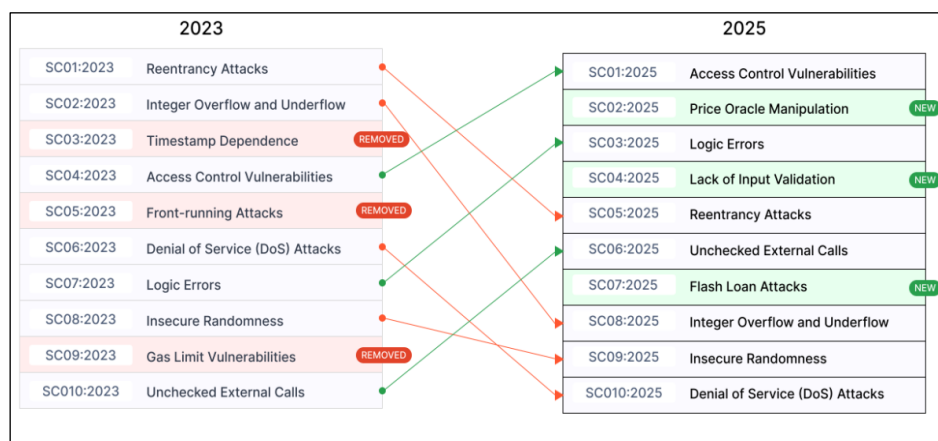 2023
SC01:2023 Reentrancy Attacks
SC02:2023 Integer Overflow and Underflow
SC03:2023 Timestamp Dependence REMOVED
SC04:2023 Access Control Vulnerabilities
SC05:2023 Front-running Attacks REMOVED
SC06:2023 Denial of Service (DoS) Attacks
SC07:2023 Logic Errors
SC08:2023 Insecure Randomness
SC09:2023 Gas Limit Vulnerabilities REMOVED
SC010:2023 Unchecked External Calls
2025
SC01:2025 Access Control Vulnerabilities
SC02:2025 Price Oracle Manipulation NEW
SC03:2025 Logic Errors
SC04:2025 Lack of Input Validation NEW
SC05:2025 Reentrancy Attacks
SC06:2025 Unchecked External Calls
SC07:2025 Flash Loan Attacks NEW
SC08:2025 Integer Overflow and Underflow
SC09:2025 Insecure Randomness
SC010:2025 Denial of Service (DoS) Attacks